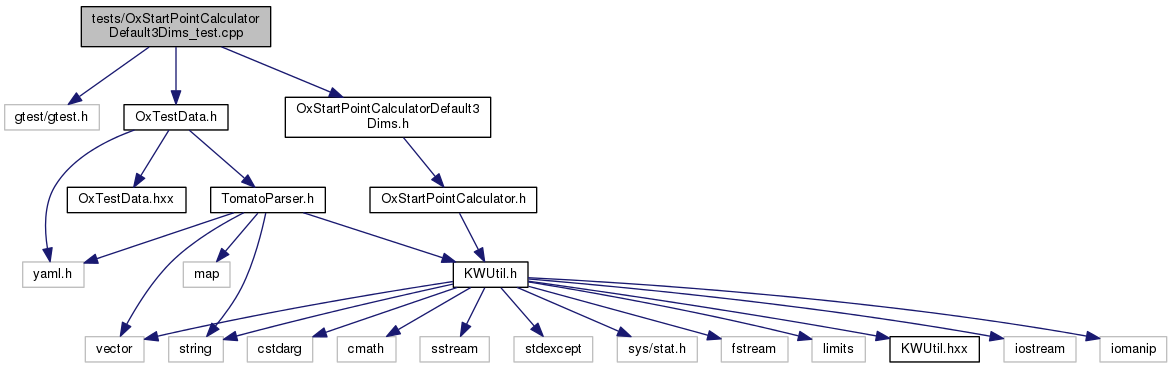 tests/OxStartPointCalculator
Default3Dims_test.cpp
gtest/gtest.h
OxTestData.h
OxStartPointCalculatorDefault3
Dims.h
OxTestData.hxx
TomatoParser.h
OxStartPointCalculator.h
yaml.h
map
KWUtil.h
vector
string
cstdarg
cmath
sstream
stdexcept
sys/stat.h
fstream
limits
KWUtil.hxx
iostream
iomanip